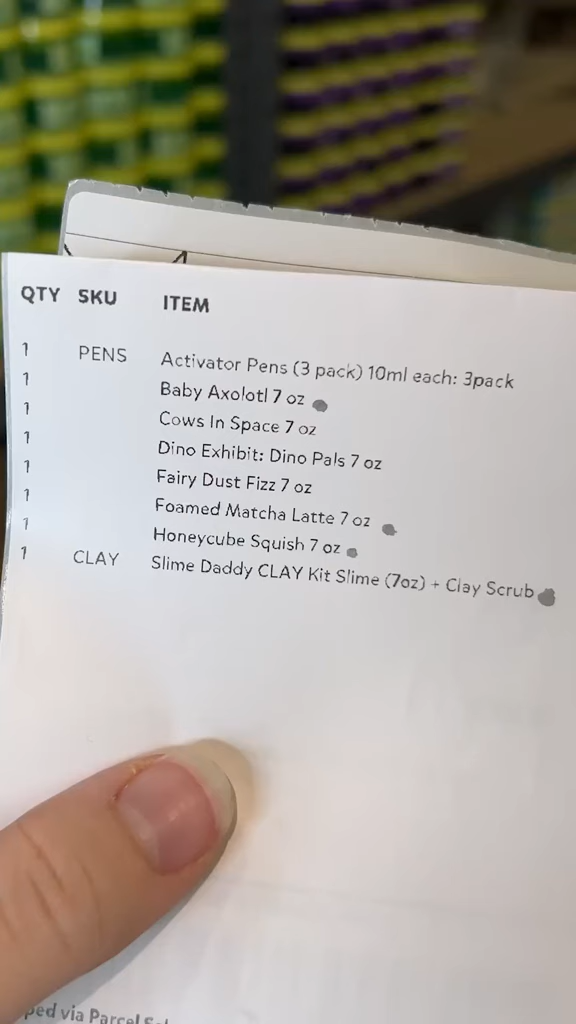 QTY SKU ITEM
1 PENS Activator Pens (3 pack) 10ml each: 3pack
1 Baby Axolotl 7 oz
1 Cows In Space 7 oz
1 Dino Exhibit: Dino Pals 7 oz
1 Fairy Dust Fizz 7 oz
1 Foamed Matcha Latte 7 oz
1 Honeycube Squish 7 oz
1 CLAY Slime Daddy CLAY Kit Slime (7oz) + Clay Scrub
via Parcel